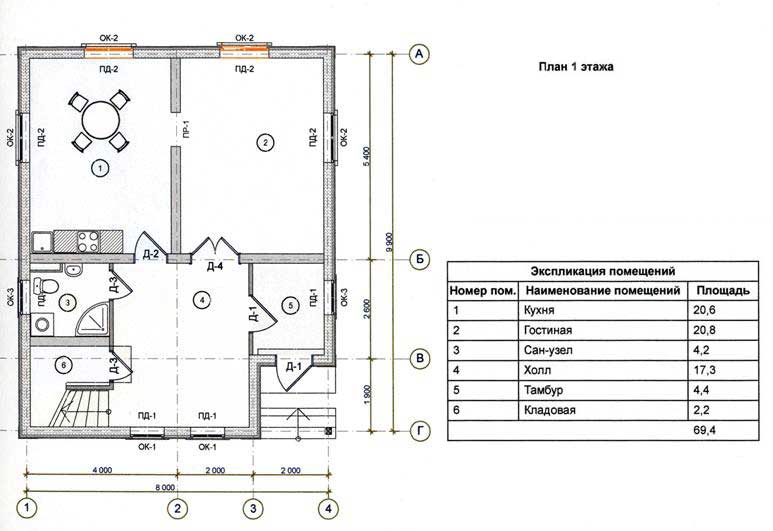 План 1 этажа
ОК-2
ОК-2
ПД-2
ПД-2
А
ОК-2
ПД-2
ПР-1
ПД-2
ОК-2
1
2
5 400
9 900
Д-2
Д-4
Б
ОК-3
ПД
3
Д-3
4
Д-1
5
ПД-1
ОК-3
2 600
6
Д-3
Д-1
В
1 900
ПД-1
ПД-1
Г
ОК-1
ОК-1
4 000
2 000
2 000
8 000
1
2
3
4
Экспликация помещений
Номер пом. Наименование помещений Площадь
1 Кухня 20,6
2 Гостиная 20,8
3 Сан-узел 4,2
4 Холл 17,3
5 Тамбур 4,4
6 Кладовая 2,2
69,4